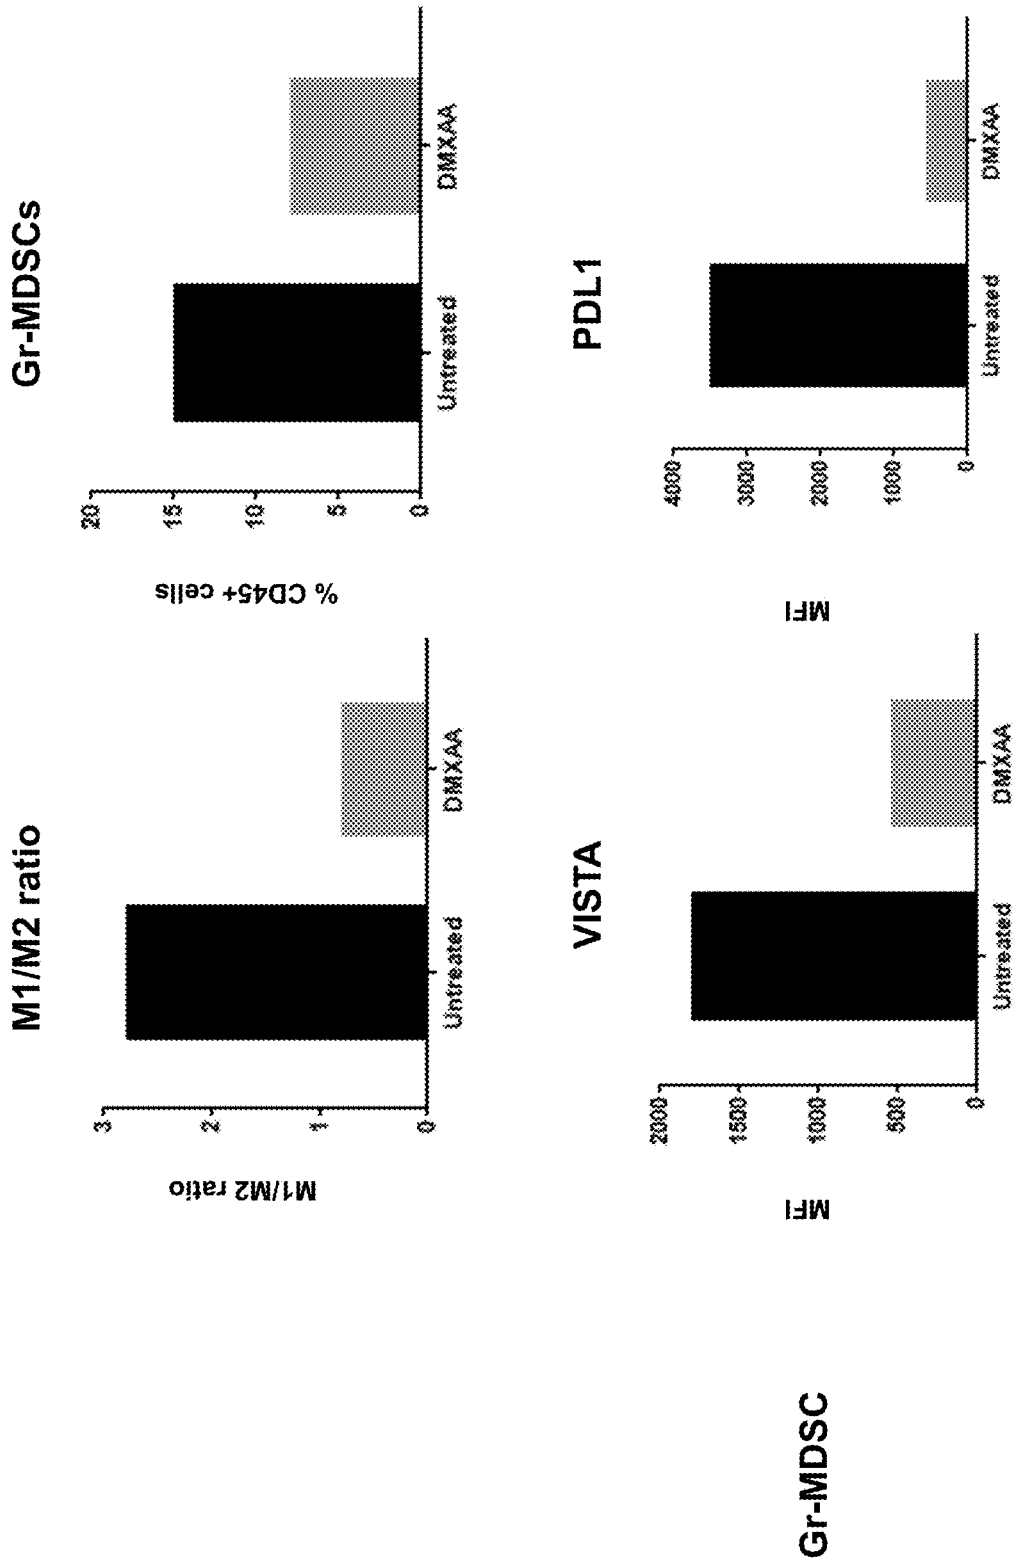 M1/M2 ratio
M1/M2 ratio
3
2
1
0
Untreated
DMXAA
Gr-MDSCs
% CD45+ cells
20
15
10
5
0
Untreated
DMXAA
Gr-MDSC
VISTA
MFI
2000
1500
1000
500
0
Untreated
DMXAA
PDL1
MFI
4000
3000
2000
1000
0
Untreated
DMXAA